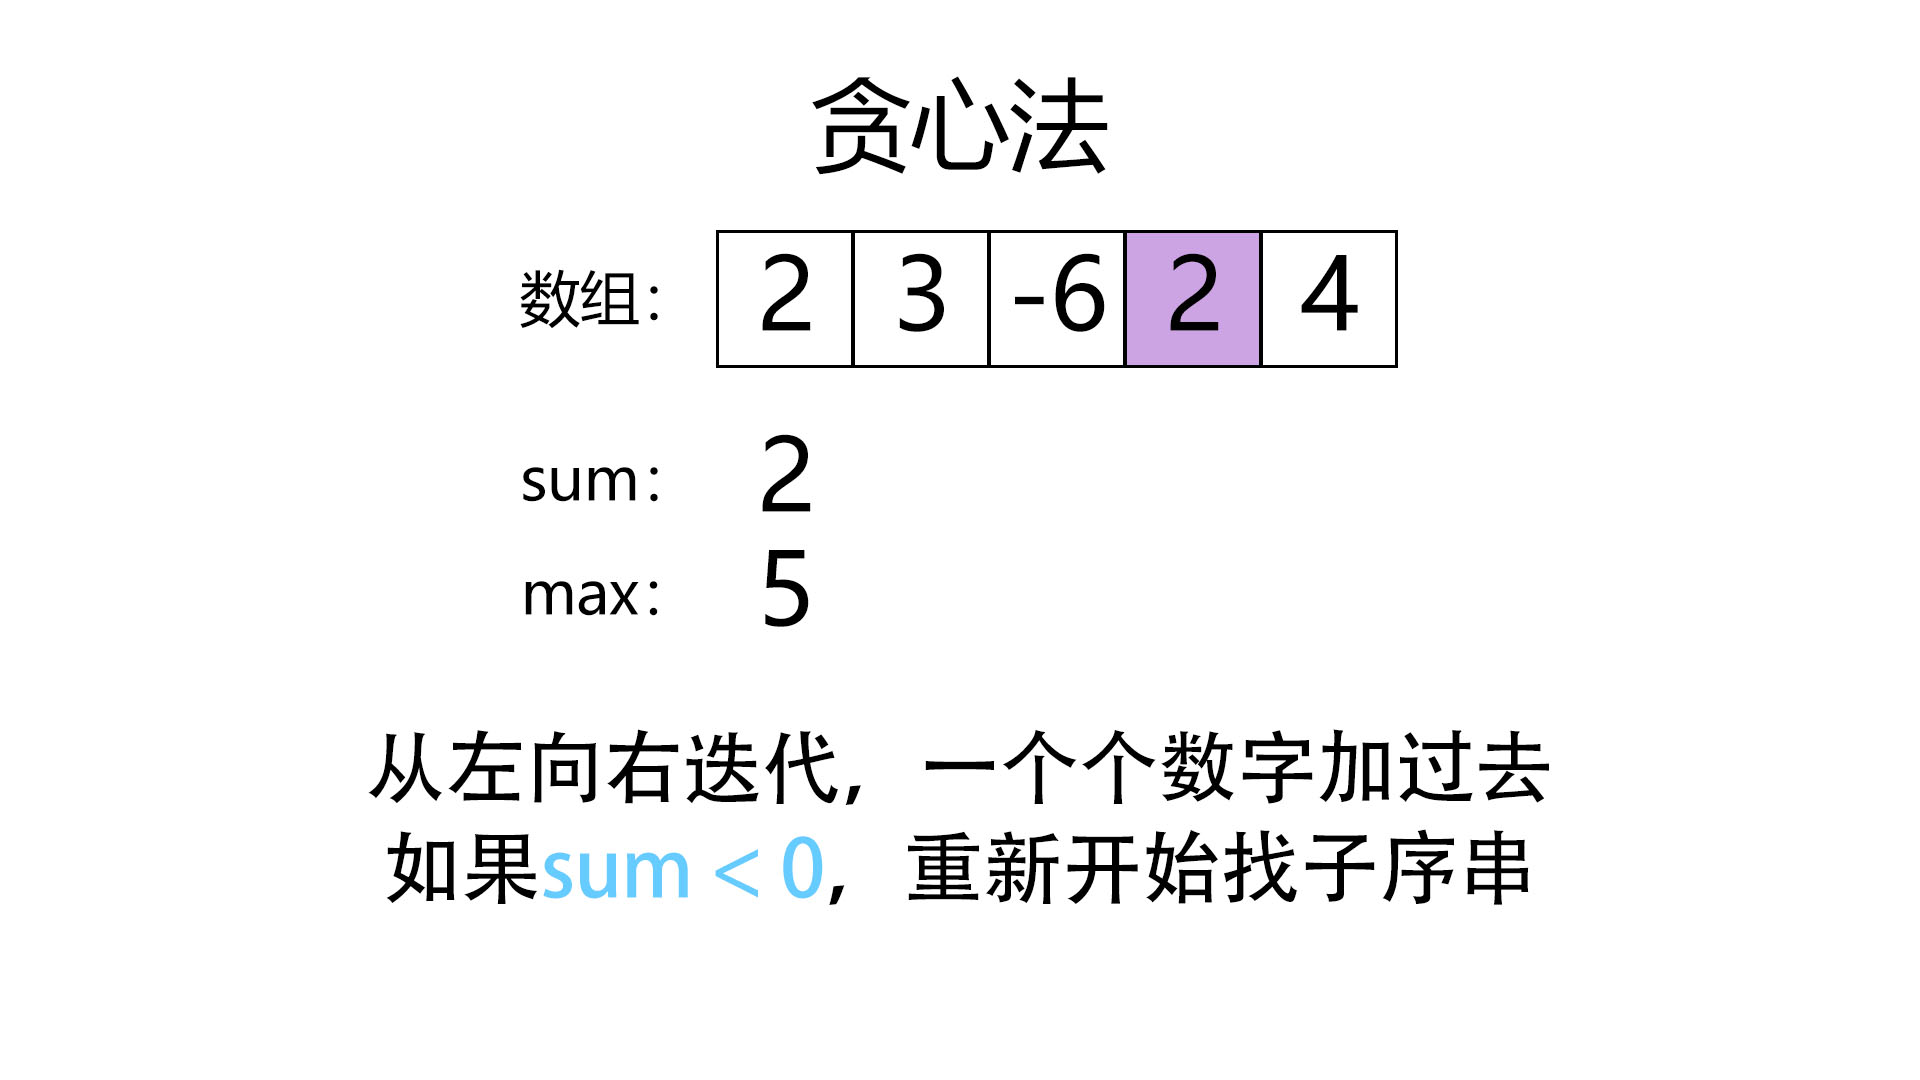 贪心法
数组： 2 3 -6 2 4
sum： 2
max： 5
从左向右迭代，一个个数字加过去
如果sum < 0，重新开始找子序串